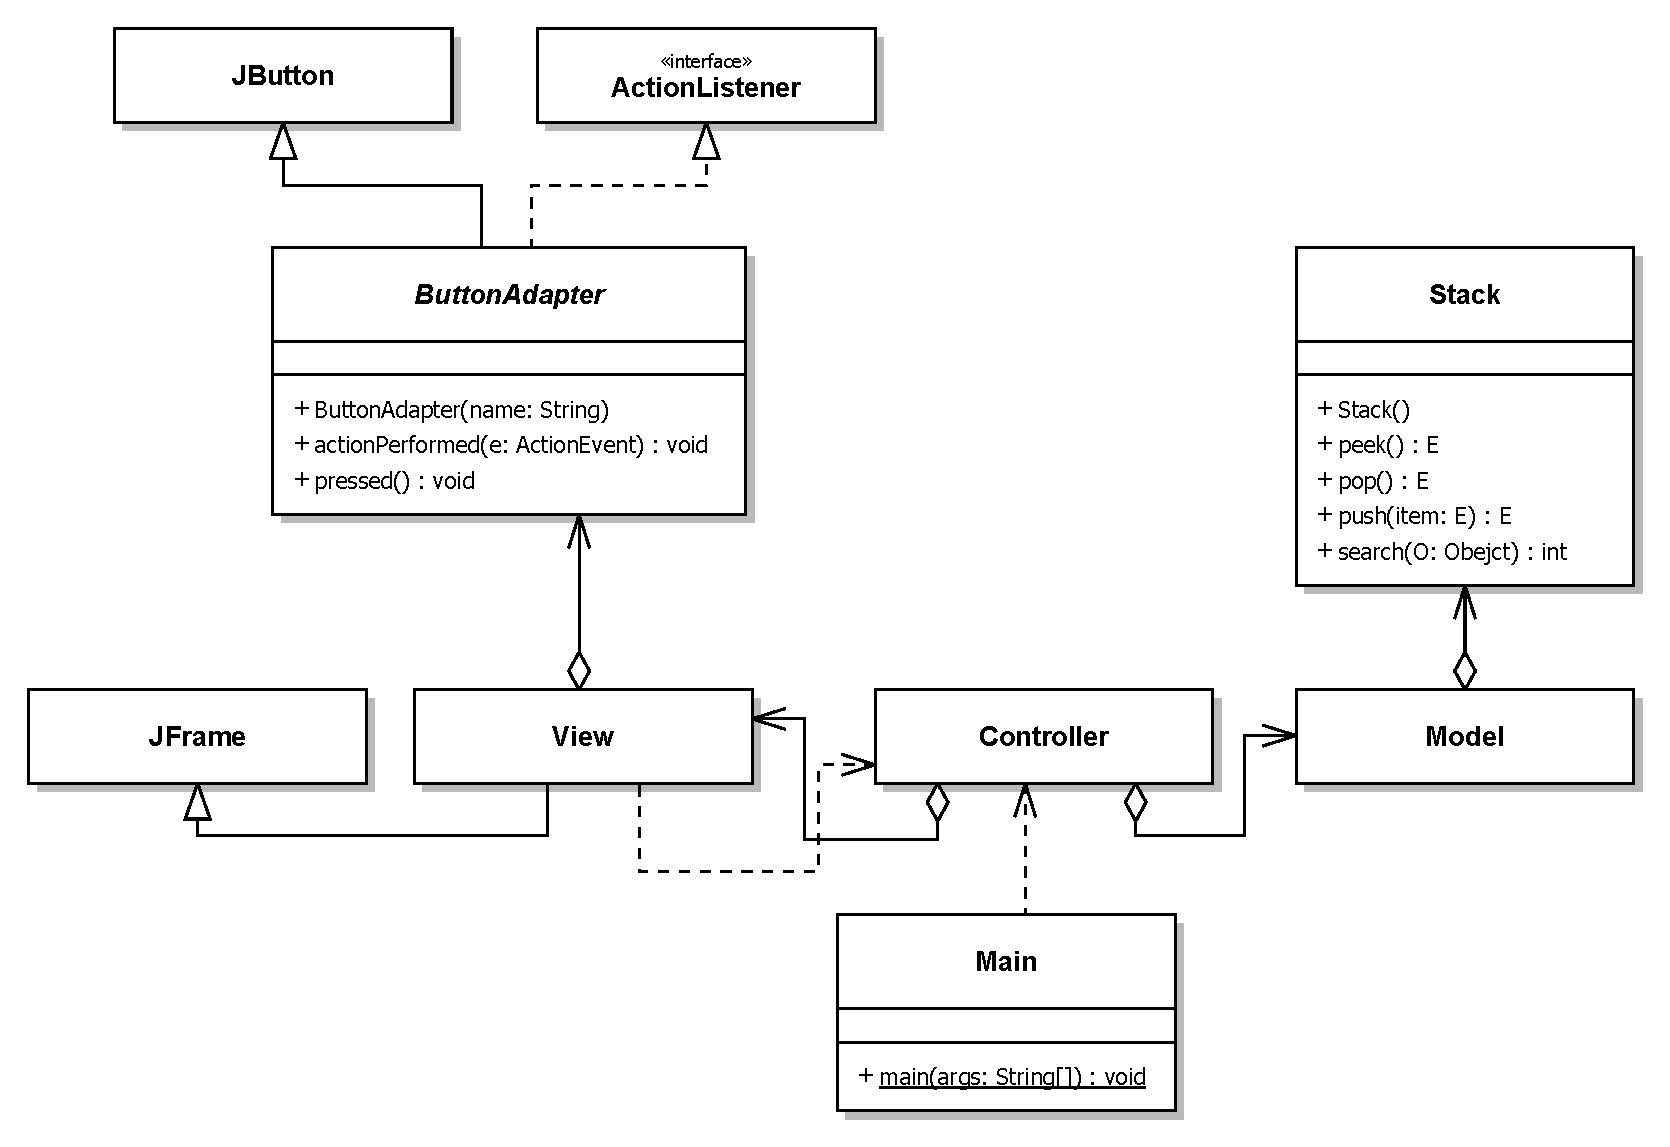 JButton
«interface»
ActionListener
ButtonAdapter
+ ButtonAdapter(name: String)
+ actionPerformed(e: ActionEvent) : void
+ pressed() : void
Stack
+ Stack()
+ peek() : E
+ pop() : E
+ push(item: E) : E
+ search(O: Obejct) : int
JFrame
View
Controller
Model
Main
+ main(args: String[]) : void